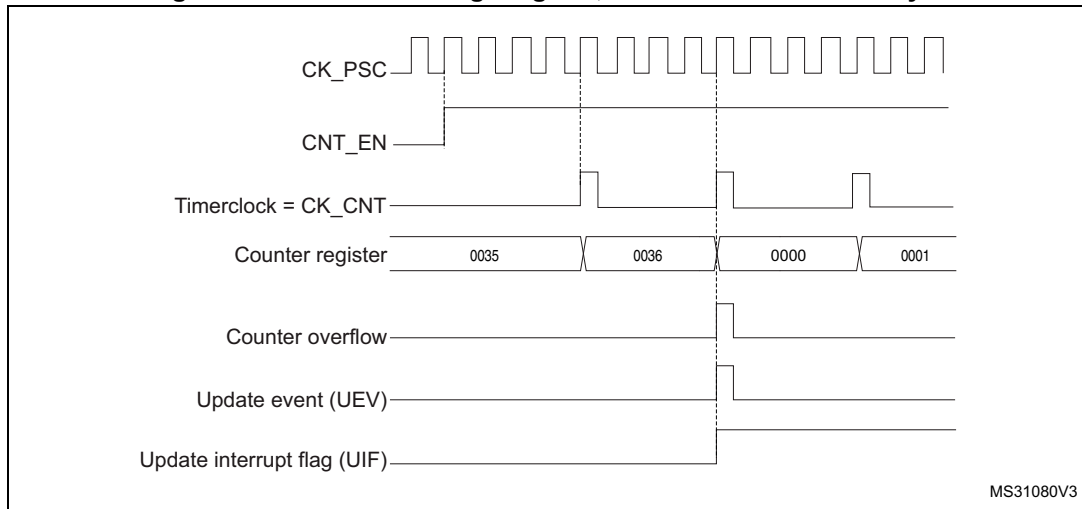 CK_PSC
CNT_EN
Timerclock = CK_CNT
Counter register 0035 0036 0000 0001
Counter overflow
Update event (UEV)
Update interrupt flag (UIF)
MS31080V3